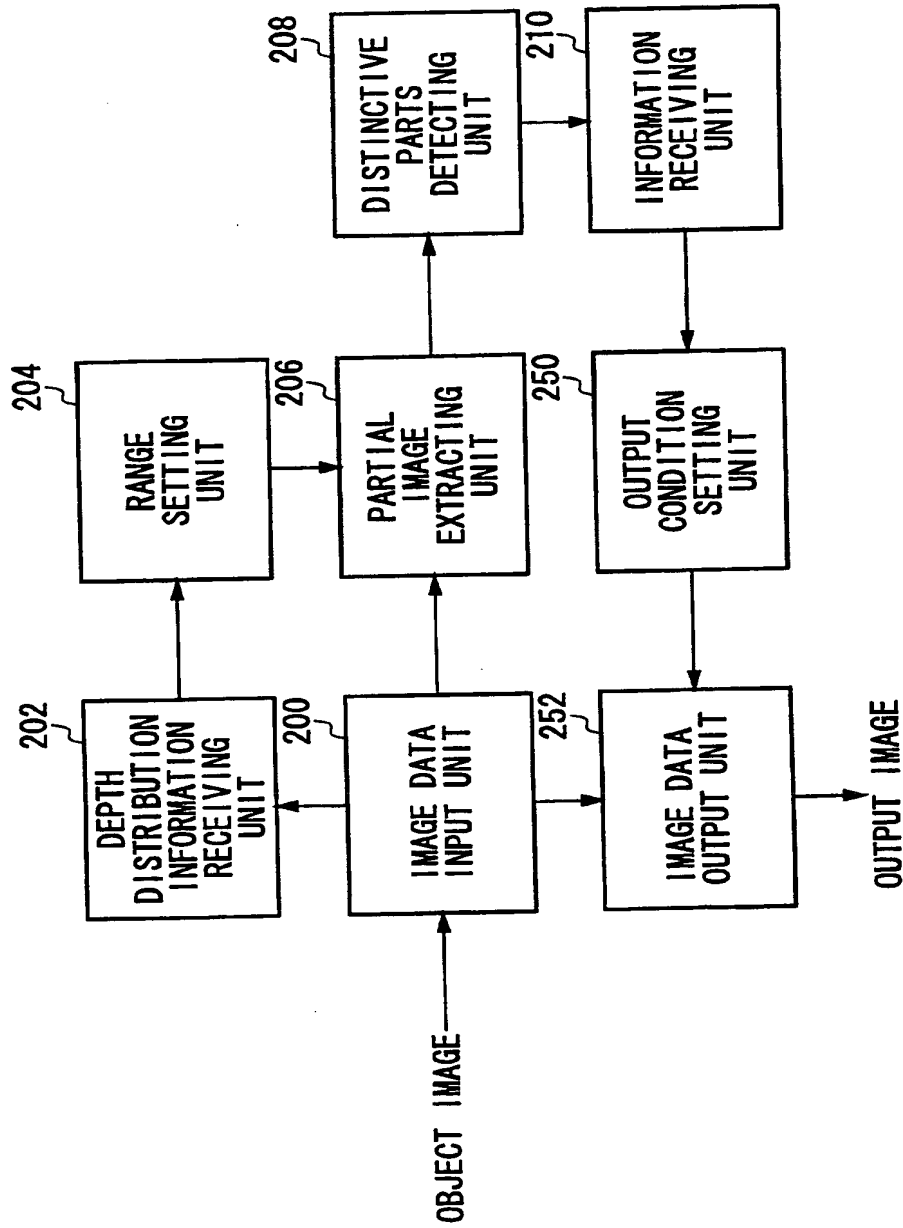 202
DEPTH
DISTRIBUTION
INFORMATION
RECEIVING
UNIT
204
RANGE
SETTING
UNIT
OBJECT IMAGE
200
IMAGE DATA
INPUT UNIT
206
PARTIAL
IMAGE
EXTRACTING
UNIT
208
DISTINCTIVE
PARTS
DETECTING
UNIT
252
IMAGE DATA
OUTPUT UNIT
250
OUTPUT
CONDITION
SETTING
UNIT
210
INFORMATION
RECEIVING
UNIT
OUTPUT IMAGE